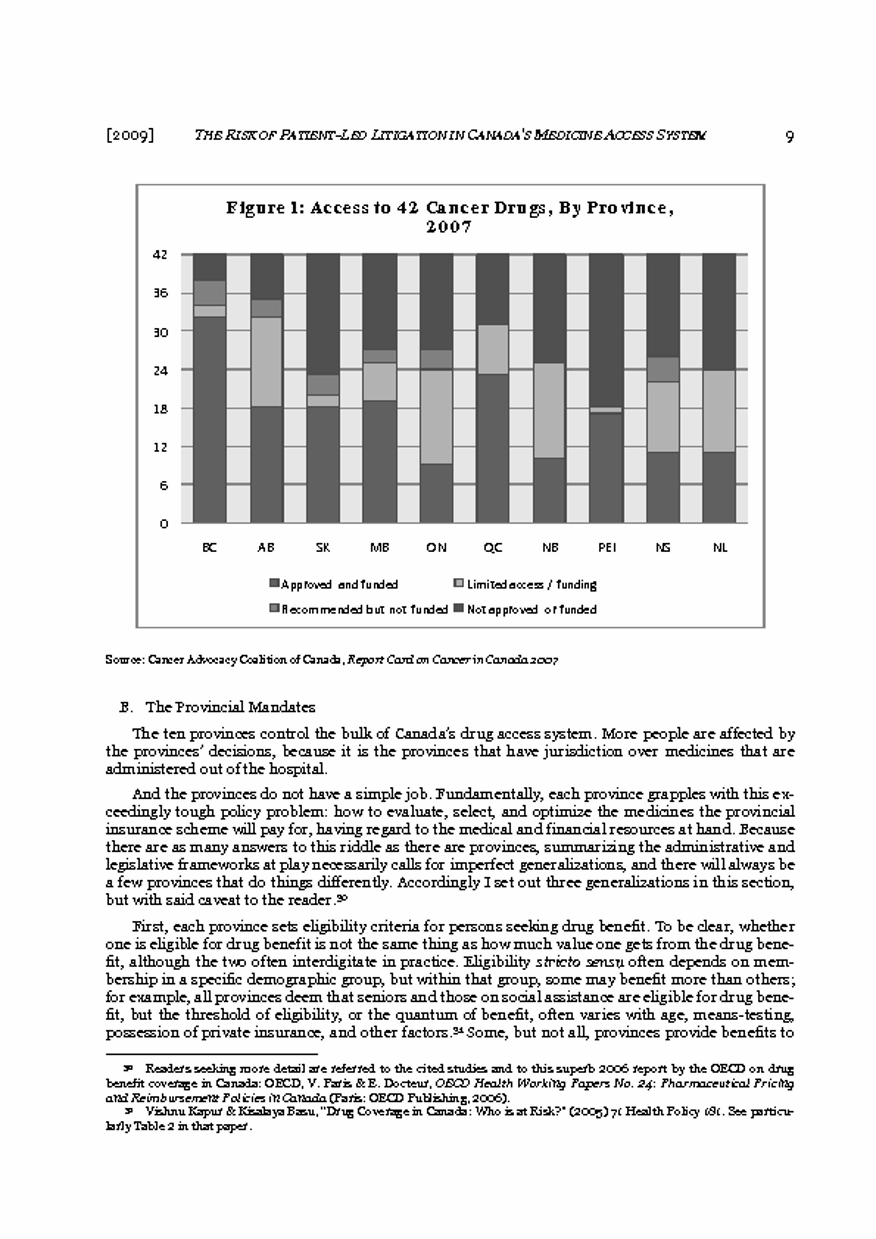 [2009] THE RISK OF PATIENT-LED LITIGATION IN CANADA'S MEDICINE ACCESS SYSTEM 9
Figure 1: Access to 42 Cancer Drugs, By Province,
2007
42
36
30
24
18
12
6
0
BC AB SK MB ON QC NB PEI NS NL
Approved and funded Limited access / funding
Recommended but not funded Not approved or funded
Source: Cancer Advocacy Coalition of Canada, Report Card on Cancer in Canada 2007
B. The Provincial Mandates
The ten provinces control the bulk of Canada's drug access system. More people are affected by
the provinces' decisions, because it is the provinces that have jurisdiction over medicines that are
administered out of the hospital.
And the provinces do not have a simple job. Fundamentally, each province grapples with this ex-
ceedingly tough policy problem: how to evaluate, select, and optimize the medicines the provincial
insurance scheme will pay for, having regard to the medical and financial resources at hand. Because
there are as many answers to this riddle as there are provinces, summarizing the administrative and
legislative frameworks at play necessarily calls for imperfect generalizations, and there will always be
a few provinces that do things differently. Accordingly I set out three generalizations in this section,
but with said caveat to the reader.30
First, each province sets eligibility criteria for persons seeking drug benefit. To be clear, whether
one is eligible for drug benefit is not the same thing as how much value one gets from the drug bene-
fit, although the two often interdigitate in practice. Eligibility stricto sensu often depends on mem-
bership in a specific demographic group, but within that group, some may benefit more than others;
for example, all provinces deem that seniors and those on social assistance are eligible for drug bene-
fit, but the threshold of eligibility, or the quantum of benefit, often varies with age, means-testing,
possession of private insurance, and other factors.31 Some, but not all, provinces provide benefits to
30 Readers seeking more detail are referred to the cited studies and to this superb 2006 report by the OECD on drug
benefit coverage in Canada: OECD, V. Paris & E. Docteur, OECD Health Working Papers No. 24: Pharmaceutical Pricing
and Reimbursement Policies in Canada (Paris: OECD Publishing, 2006).
31 Vishnu Kapur & Kisalaya Basu, "Drug Coverage in Canada: Who is at Risk?" (2005) 71 Health Policy 181. See particu-
larly Table 2 in that paper.